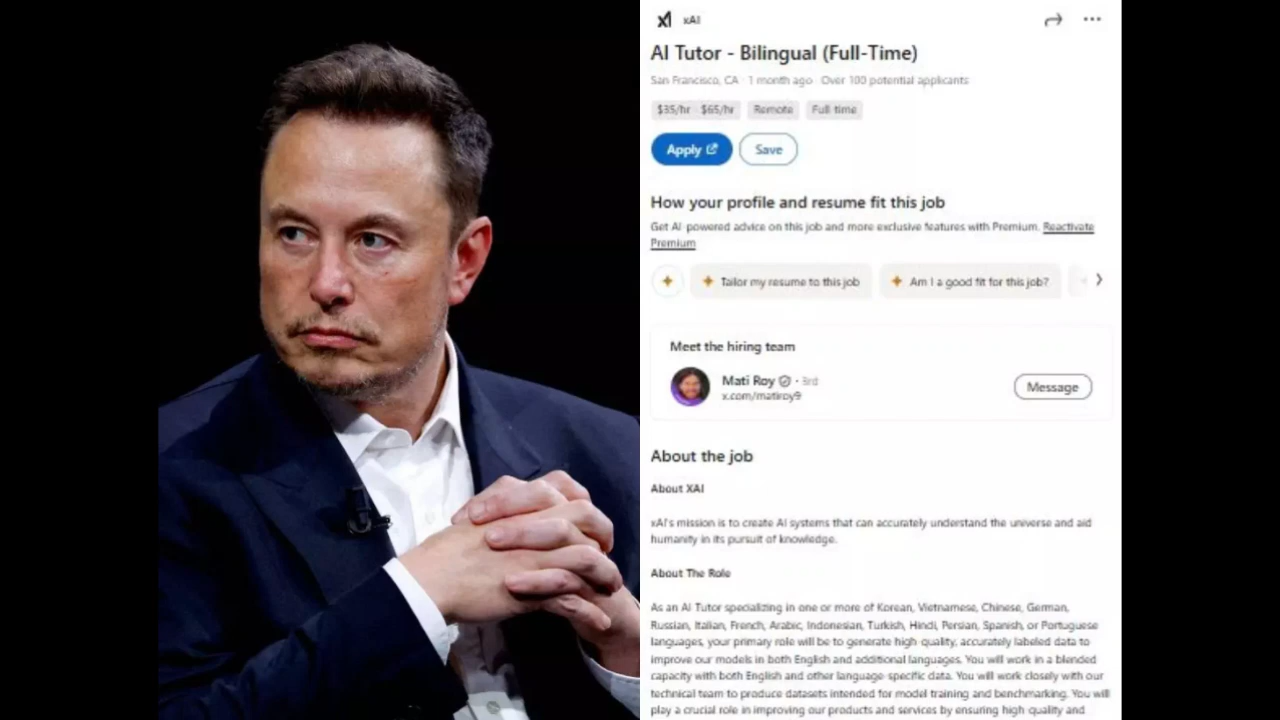 xAI
AI Tutor - Bilingual (Full-Time)
San Francisco, CA · 1 month ago · Over 100 potential applicants
$35/hr - $65/hr Remote Full-time
Apply Save
How your profile and resume fit this job
Get AI-powered advice on this job and more exclusive features with Premium. Reactivate
Premium
Tailor my resume to this job Am I a good fit for this job?
Meet the hiring team
Mati Roy · 3rd
x.com/matiroy9
Message
About the job
About XAI
xAI's mission is to create AI systems that can accurately understand the universe and aid
humanity in its pursuit of knowledge.
About The Role
As an AI Tutor specializing in one or more of Korean, Vietnamese, Chinese, German,
Russian, Italian, French, Arabic, Indonesian, Turkish, Hindi, Persian, Spanish, or Portuguese
languages, your primary role will be to generate high-quality, accurately labeled data to
improve our models in both English and additional languages. You will work in a blended
capacity with both English and other language-specific data. You will work closely with our
technical team to produce datasets intended for model training and benchmarking. You will
play a crucial role in improving our products and services by ensuring high-quality and